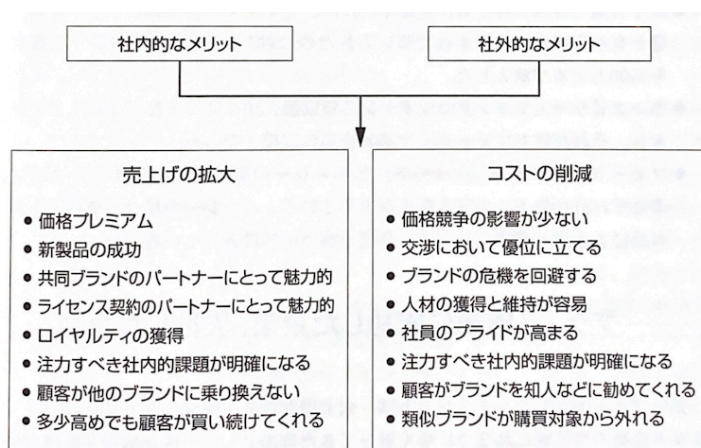 社内的なメリット
社外的なメリット
売上げの拡大
● 価格プレミアム
● 新製品の成功
● 共同ブランドのパートナーにとって魅力的
● ライセンス契約のパートナーにとって魅力的
● ロイヤルティの獲得
● 注力すべき社内的課題が明確になる
● 顧客が他のブランドに乗り換えない
● 多少高めでも顧客が買い続けてくれる
コストの削減
● 価格競争の影響が少ない
● 交渉において優位に立てる
● ブランドの危機を回避する
● 人材の獲得と維持が容易
● 社員のプライドが高まる
● 注力すべき社内的課題が明確になる
● 顧客がブランドを知人などに勧めてくれる
● 類似ブランドが購買対象から外れる